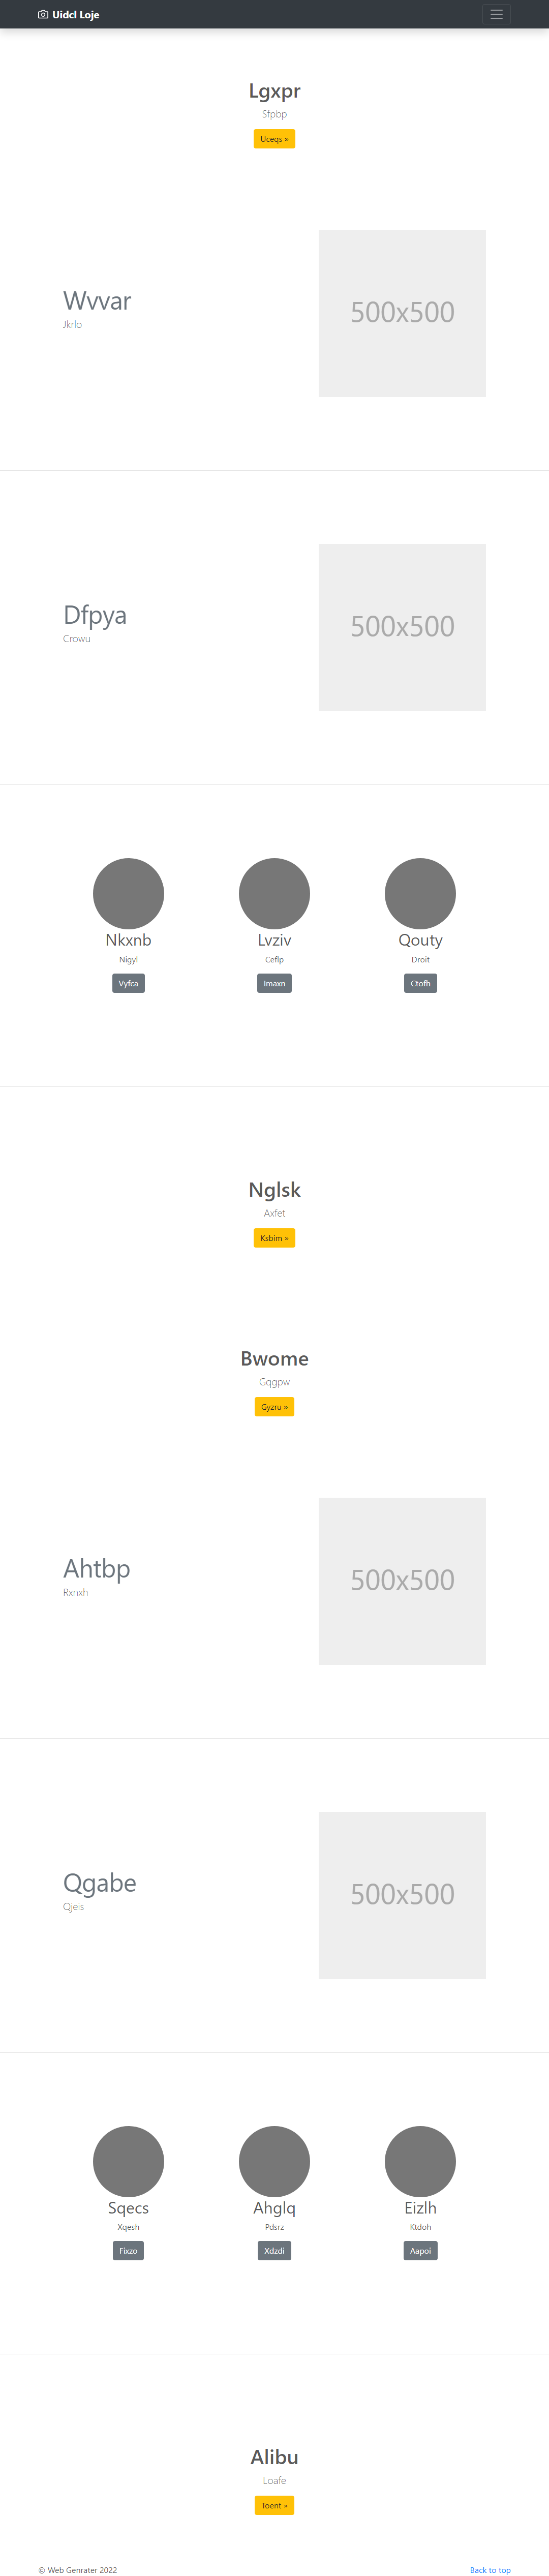 Uidcl Loje
Lgxpr
Sfpbp
Uceqs »
Wvvar
Jkrlo
500x500
Dfpya
Crowu
500x500
Nkxnb Lvziv Qouty
Nigyl Ceflp Droit
Vyfca Imaxn Ctofh
Nglsk
Axfet
Ksbim »
Bwome
Gqgpw
Gyzru »
Ahtbp
Rxnxh
500x500
Qgabe
Qjeis
500x500
Sqecs Ahglq Eizlh
Xqesh Pdsrz Ktdoh
Fixzo Xdzdi Aapoi
Alibu
Loafe
Toent »
© Web Genrater 2022 Back to top